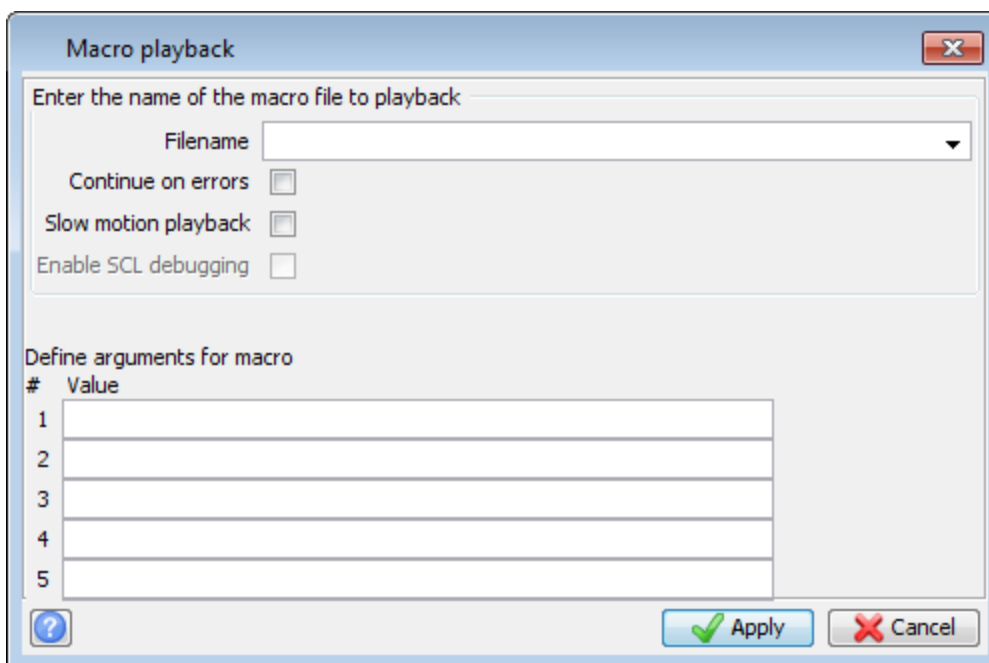 Macro playback
Enter the name of the macro file to playback
Filename
Continue on errors
Slow motion playback
Enable SCL debugging
Define arguments for macro
# Value
1
2
3
4
5
? Apply Cancel